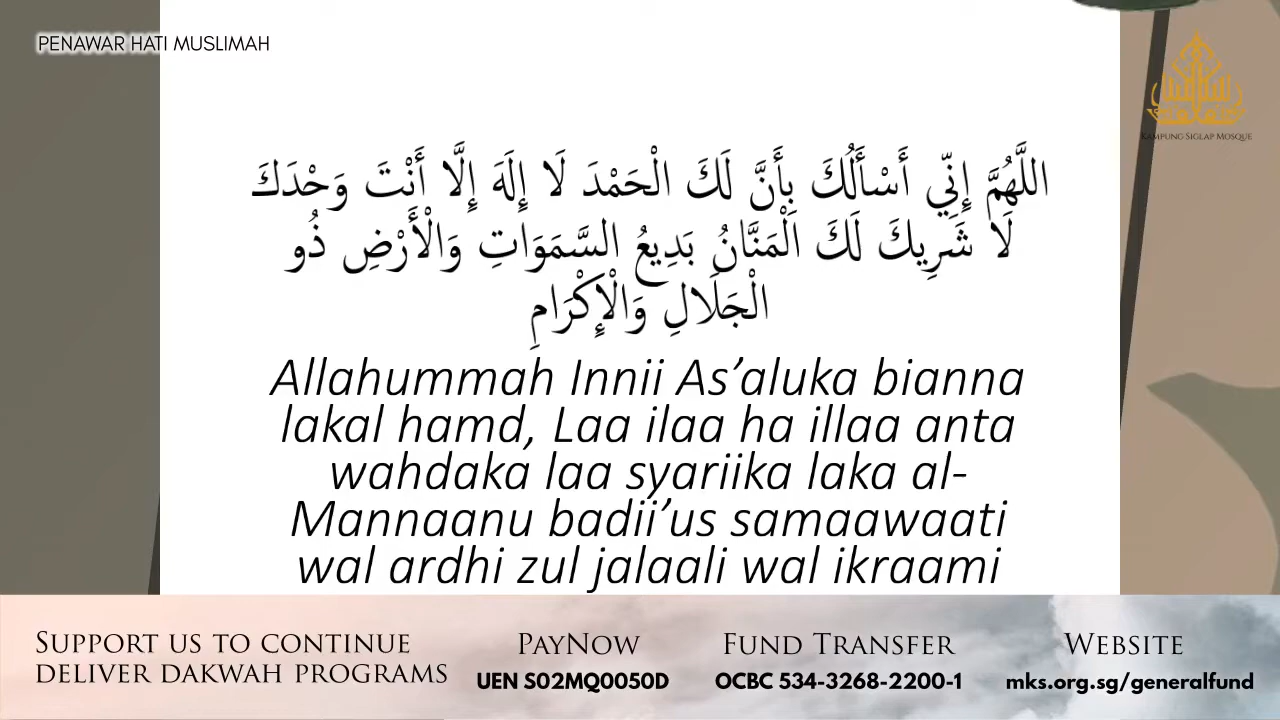 PENAWAR HATI MUSLIMAH
KAMPUNG SIGLAP MOSQUE
اللَّهُمَّ إِنِّي أَسْأَلُكَ بِأَنَّ لَكَ الْحَمْدَ لَا إِلَهَ إِلَّا أَنْتَ وَحْدَكَ
لَا شَرِيكَ لَكَ الْمَنَّانُ بَدِيعُ السَّمَوَاتِ وَالْأَرْضِ ذُو
الْجَلَالِ وَالْإِكْرَامِ
Allahummah Innii As’aluka bianna
lakal hamd, Laa ilaa ha illaa anta
wahdaka laa syariika laka al-
Mannaanu badii’us samaawaati
wal ardhi zul jalaali wal ikraami
SUPPORT US TO CONTINUE
DELIVER DAKWAH PROGRAMS
PAYNOW
UEN S02MQ0050D
FUND TRANSFER
OCBC 534-3268-2200-1
WEBSITE
mks.org.sg/generalfund